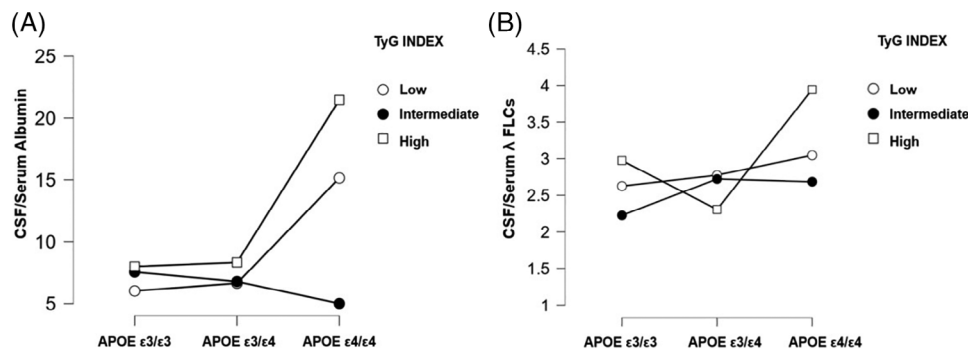 (A)
TyG INDEX
Low
Intermediate
High
CSF/Serum Albumin
25
20
15
10
5
APOE ε3/ε3
APOE ε3/ε4
APOE ε4/ε4
(B)
TyG INDEX
Low
Intermediate
High
CSF/Serum λ FLCs
4.5
4
3.5
3
2.5
2
1.5
1
APOE ε3/ε3
APOE ε3/ε4
APOE ε4/ε4